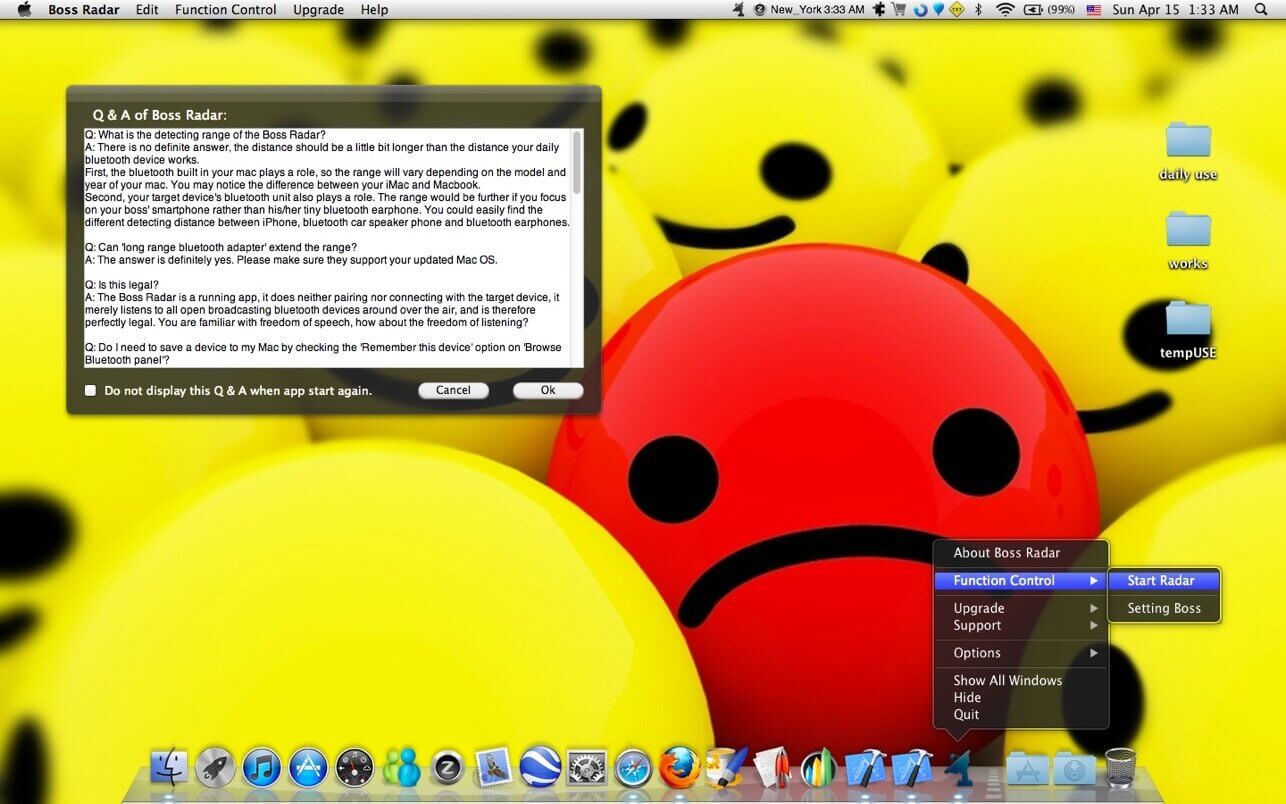 Boss Radar Edit Function Control Upgrade Help New_York 3:33 AM TXT (99%) Sun Apr 15 1:33 AM
Q & A of Boss Radar:
Q: What is the detecting range of the Boss Radar?
A: There is no definite answer, the distance should be a little bit longer than the distance your daily
bluetooth device works.
First, the bluetooth built in your mac plays a role, so the range will vary depending on the model and
year of your mac. You may notice the difference between your iMac and Macbook.
Second, your target device's bluetooth unit also plays a role. The range would be further if you focus
on your boss' smartphone rather than his/her tiny bluetooth earphone. You could easily find the
different detecting distance between iPhone, bluetooth car speaker phone and bluetooth earphones.
Q: Can 'long range bluetooth adapter' extend the range?
A: The answer is definitely yes. Please make sure they support your updated Mac OS.
Q: Is this legal?
A: The Boss Radar is a running app, it does neither pairing nor connecting with the target device, it
merely listens to all open broadcasting bluetooth devices around over the air, and is therefore
perfectly legal. You are familiar with freedom of speech, how about the freedom of listening?
Q: Do I need to save a device to my Mac by checking the 'Remember this device' option on 'Browse
Bluetooth panel'?
Do not display this Q & A when app start again.
Cancel
Ok
daily use
works
tempUSE
About Boss Radar
Function Control
Start Radar
Setting Boss
Upgrade
Support
Options
Show All Windows
Hide
Quit